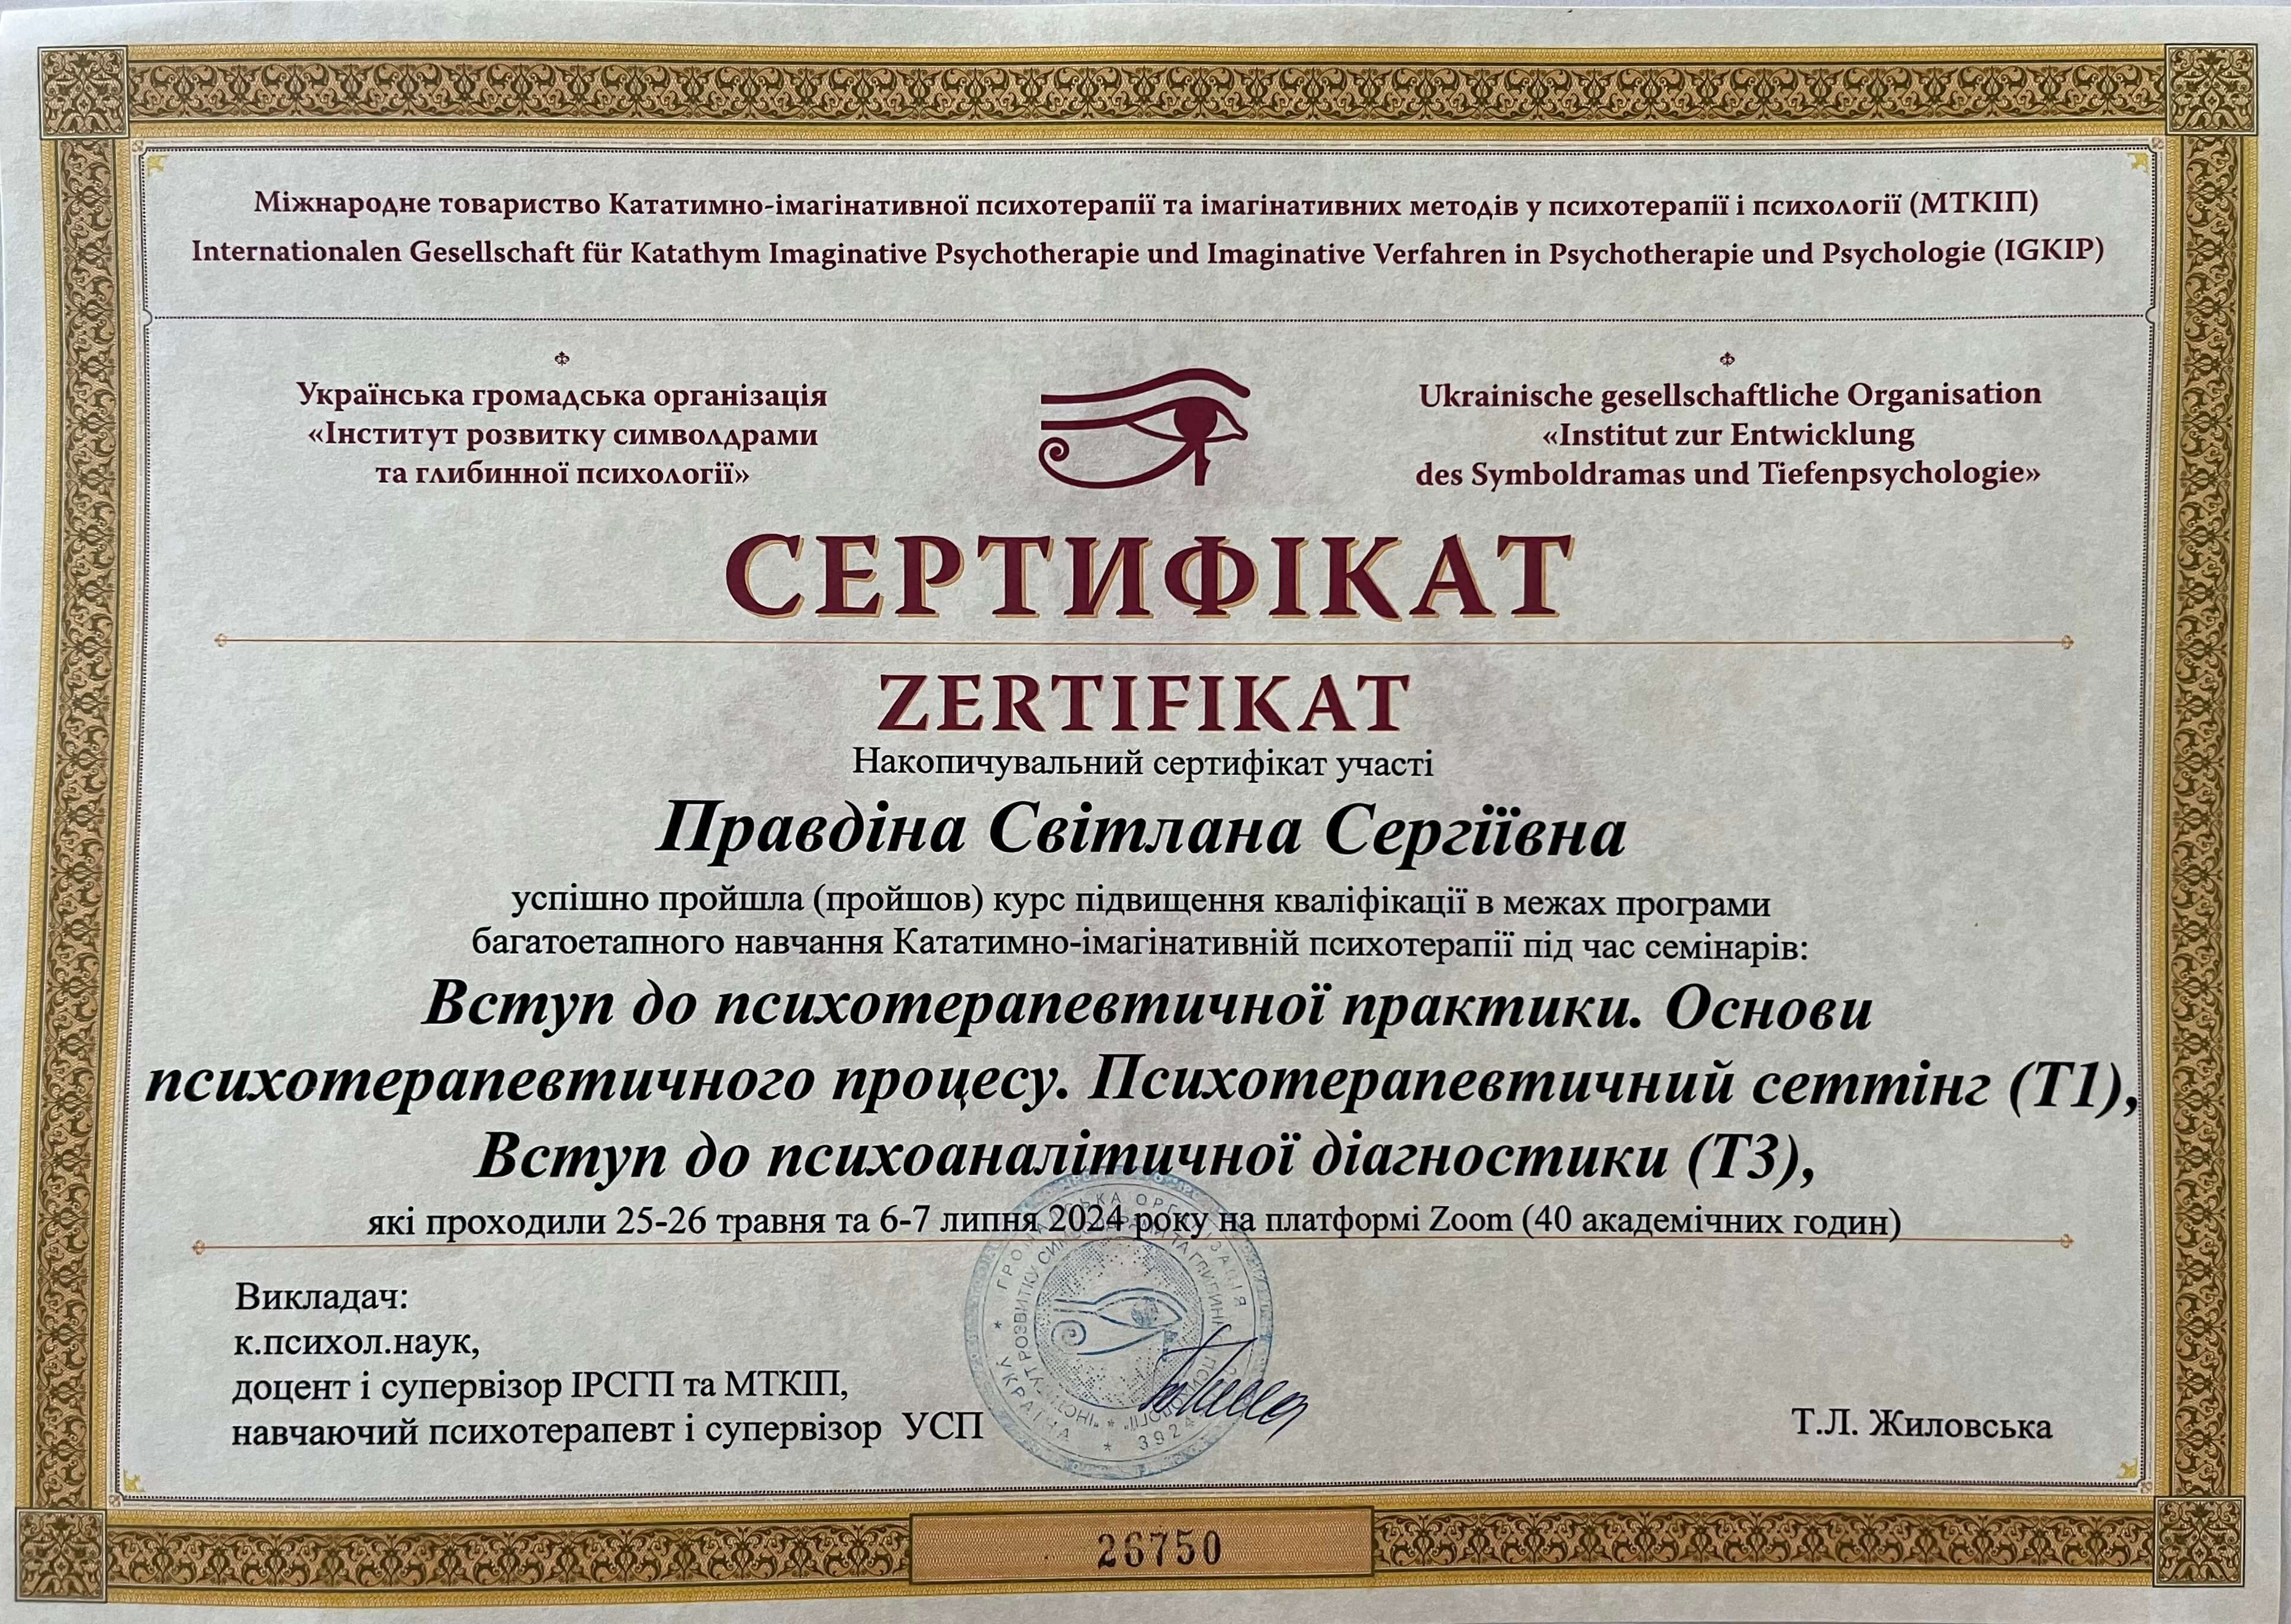 Міжнародне товариство Кататимно-імагінативної психотерапії та імагінативних методів у психотерапії і психології (МТКІП)
Internationalen Gesellschaft für Katathym Imaginative Psychotherapie und Imaginative Verfahren in Psychotherapie und Psychologie (IGKIP)
Українська громадська організація
«Інститут розвитку символдрами
та глибинної психології»
Ukrainische gesellschaftliche Organisation
«Institut zur Entwicklung
des Symboldramas und Tiefenpsychologie»
СЕРТИФІКАТ
ZERTIFIKAT
Накопичувальний сертифікат участі
Правдіна Світлана Сергіївна
успішно пройшла (пройшов) курс підвищення кваліфікації в межах програми
багатоетапного навчання Кататимно-імагінативній психотерапії під час семінарів:
Вступ до психотерапевтичної практики. Основи
психотерапевтичного процесу. Психотерапевтичний сеттінг (Т1),
Вступ до психоаналітичної діагностики (Т3),
які проходили 25-26 травня та 6-7 липня 2024 року на платформі Zoom (40 академічних годин)
Викладач:
к.психол.наук,
доцент і супервізор ІРСГП та МТКІП,
навчаючий психотерапевт і супервізор УСП
Т.Л. Жиловська
УКРАЇНА
26750